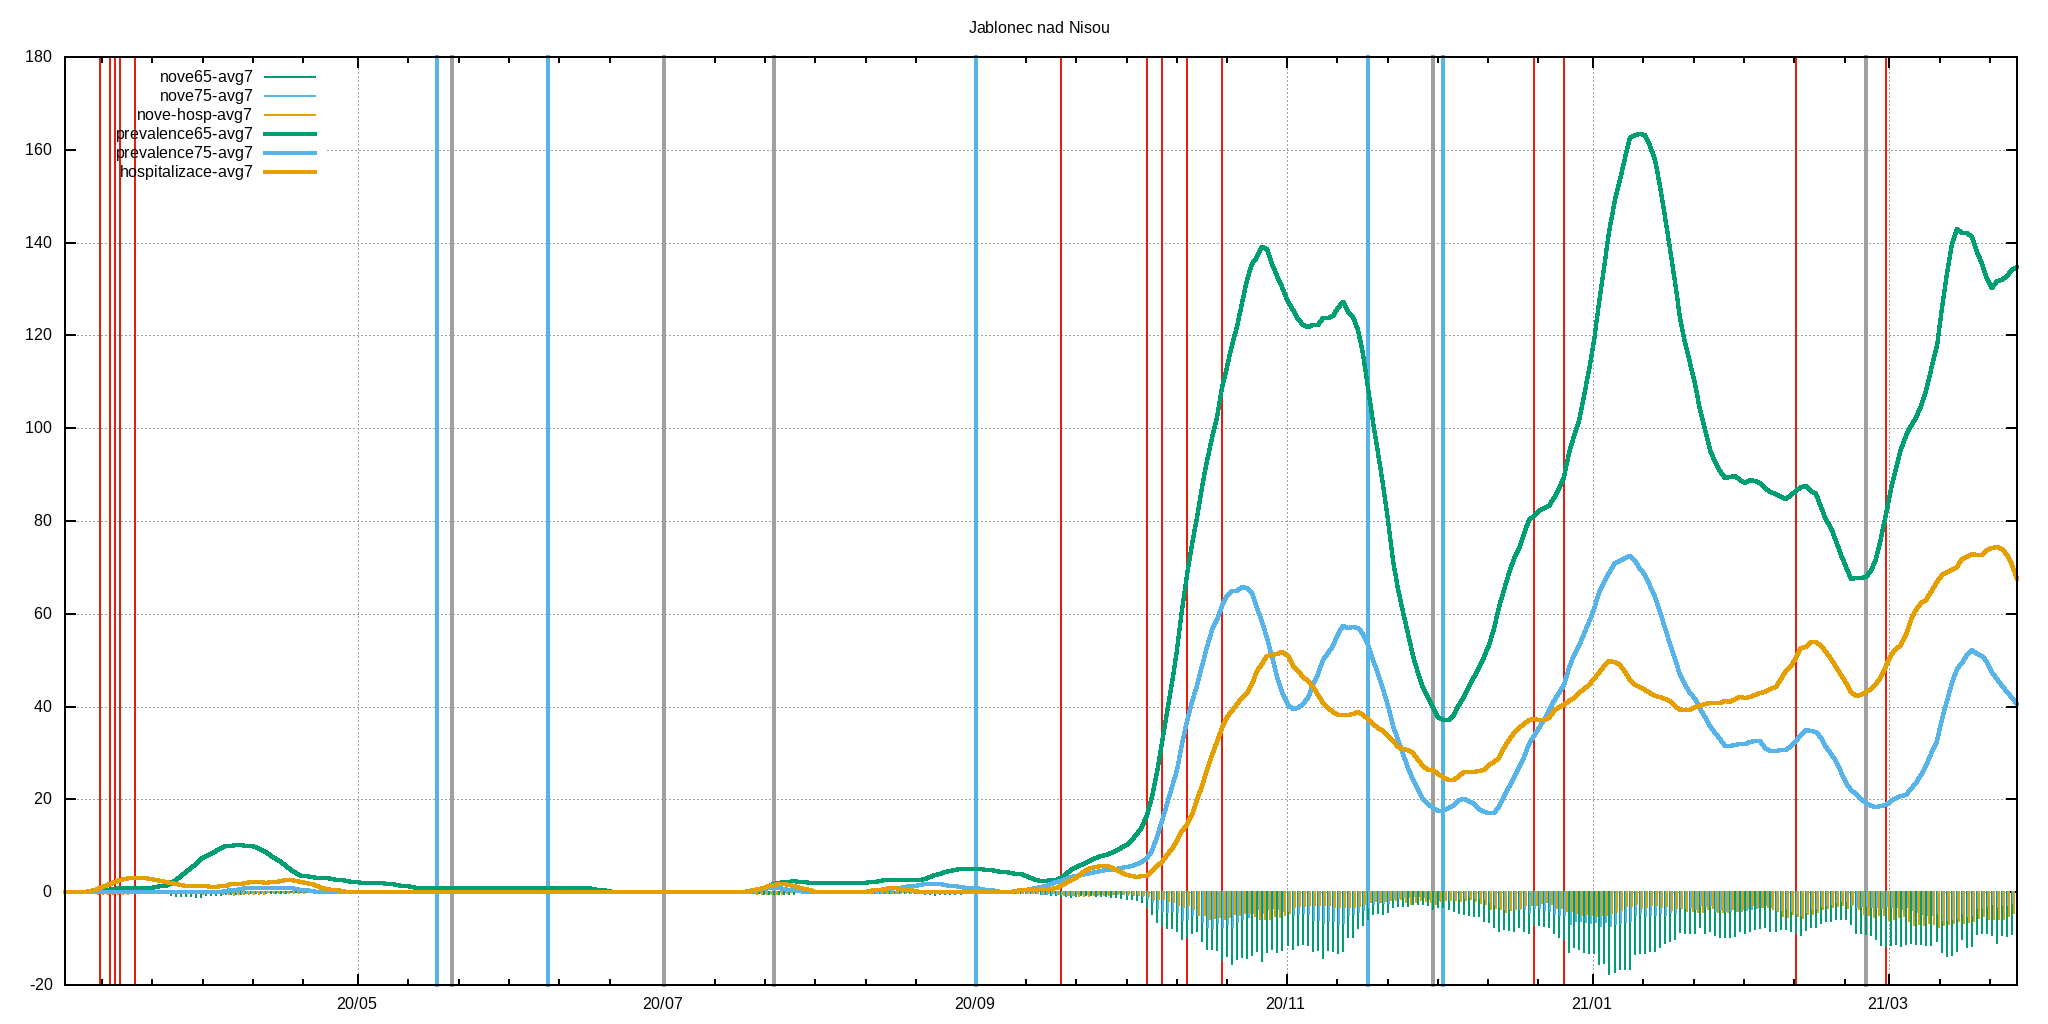 Jablonec nad Nisou
180
160
140
120
100
80
60
40
20
0
-20
nove65-avg7
nove75-avg7
nove-hosp-avg7
prevalence65-avg7
prevalence75-avg7
hospitalizace-avg7
20/05
20/07
20/09
20/11
21/01
21/03